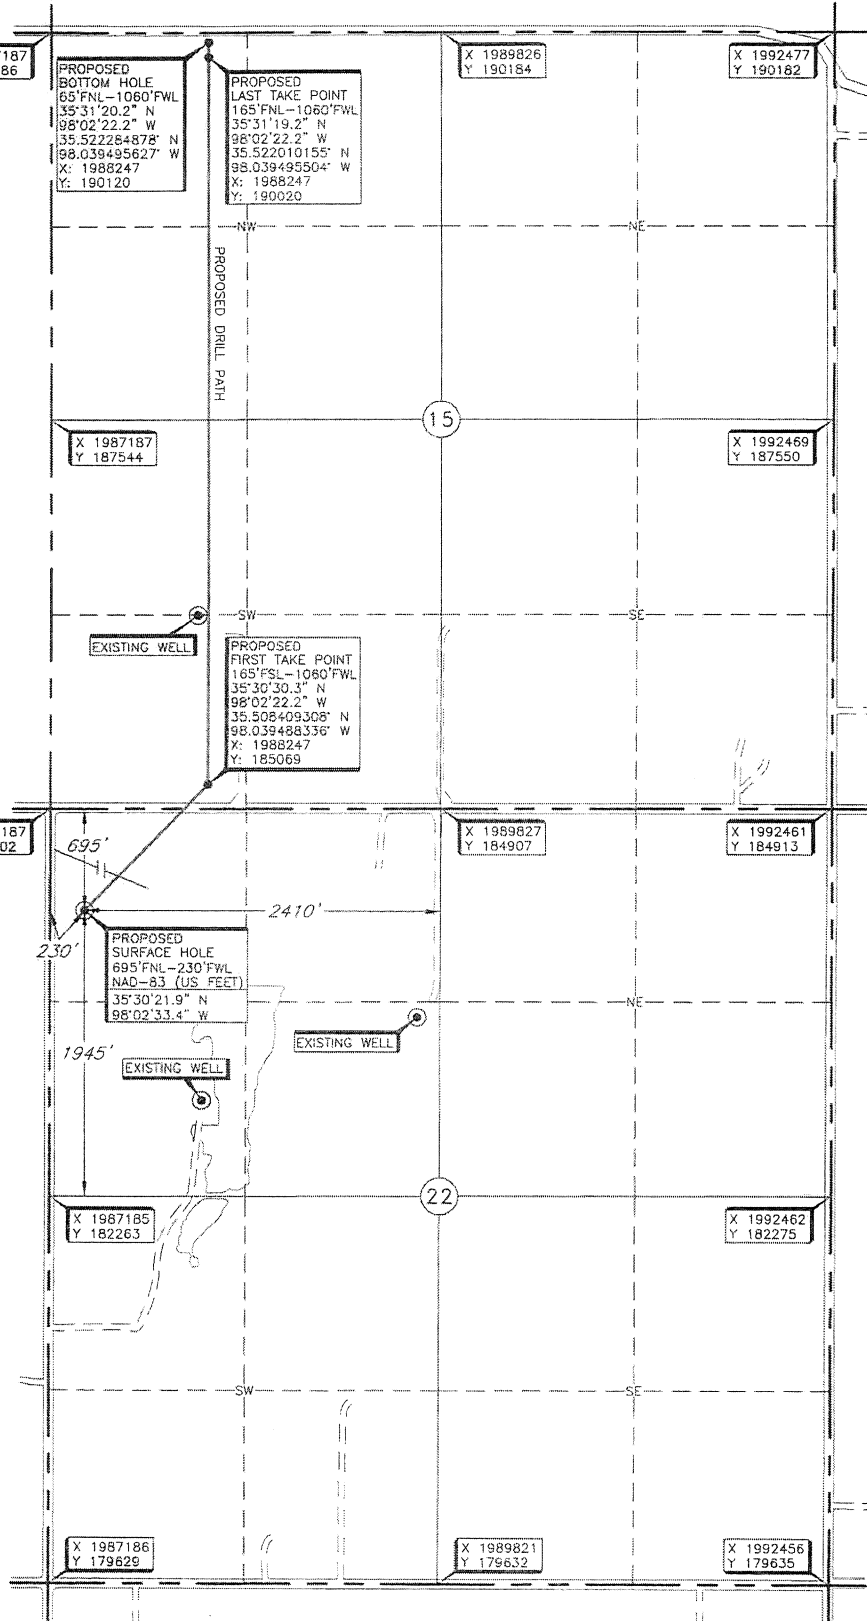 187
86
PROPOSED
BOTTOM HOLE
65'FNL-1060'FWL
35°31'20.2" N
98°02'22.2" W
35.522284878° N
98.039495627° W
X: 1988247
Y: 190120
PROPOSED
LAST TAKE POINT
165'FNL-1060'FWL
35°31'19.2" N
98°02'22.2" W
35.522010155° N
98.039495504° W
X: 1988247
Y: 190020
X 1989826
Y 190184
X 1992477
Y 190182
NW
NE
PROPOSED DRILL PATH
15
X 1987187
Y 187544
X 1992469
Y 187550
SW
SE
EXISTING WELL
PROPOSED
FIRST TAKE POINT
165'FSL-1060'FWL
35°30'30.3" N
98°02'22.2" W
35.508409308° N
98.039488336° W
X: 1988247
Y: 185069
187
02
695'
X 1989827
Y 184907
X 1992461
Y 184913
2410'
230'
PROPOSED
SURFACE HOLE
695'FNL-230'FWL
NAD-83 (US FEET)
35°30'21.9" N
98°02'33.4" W
NE
EXISTING WELL
1945'
EXISTING WELL
22
X 1987185
Y 182263
X 1992462
Y 182275
SW
SE
X 1987186
Y 179629
X 1989821
Y 179632
X 1992456
Y 179635